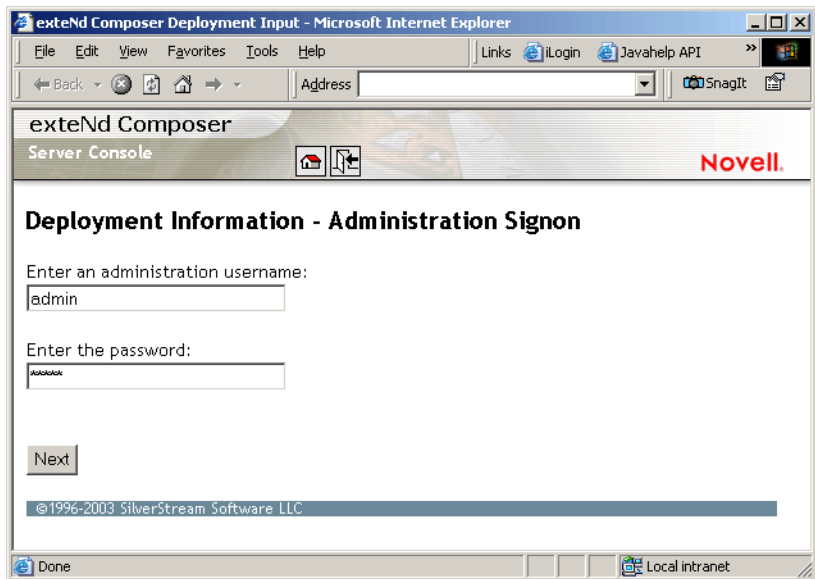 exteNd Composer Deployment Input - Microsoft Internet Explorer
File Edit View Favorites Tools Help Links iLogin Javahelp API »
Back Address SnagIt
exteNd Composer
Server Console
Novell.
Deployment Information - Administration Signon
Enter an administration username:
admin
Enter the password:
******
Next
©1996-2003 SilverStream Software LLC
Done Local intranet